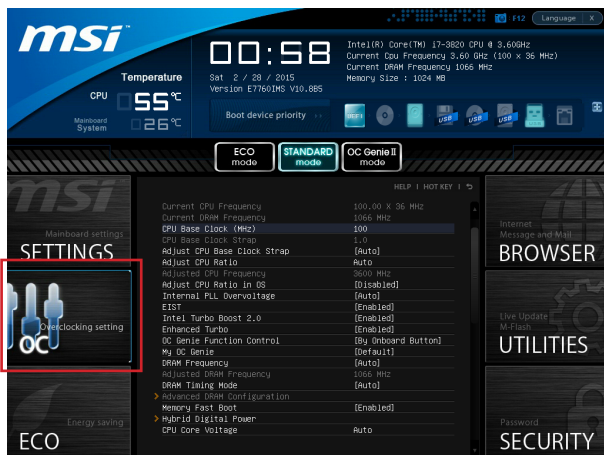 msi
F12 Language X
Temperature
CPU 55°C
Mainboard System 26°C
00:58
Sat 2 / 28 / 2015
Version E7760IMS V10.8B5
Intel(R) Core(TM) i7-3820 CPU @ 3.60GHz
Current Cpu Frequency 3.60 GHz (100 x 36 MHz)
Current DRAM Frequency 1066 MHz
Memory Size : 1024 MB
Boot device priority
UEFI USB USB USB
ECO mode
STANDARD mode
OC Genie II mode
HELP | HOT KEY |
msi
Mainboard settings
SETTINGS
Overclocking setting
OC
Energy saving
ECO
Current CPU Frequency 100.00 X 36 MHz
Current DRAM Frequency 1066 MHz
CPU Base Clock (MHz) 100
CPU Base Clock Strap 1.0
Adjust CPU Base Clock Strap [Auto]
Adjust CPU Ratio Auto
Adjusted CPU Frequency 3600 MHz
Adjust CPU Ratio in OS [Disabled]
Internal PLL Overvoltage [Auto]
EIST [Enabled]
Intel Turbo Boost 2.0 [Enabled]
Enhanced Turbo [Enabled]
OC Genie Function Control [By Onboard Button]
My OC Genie [Default]
DRAM Frequency [Auto]
Adjusted DRAM Frequency 1066 MHz
DRAM Timing Mode [Auto]
Advanced DRAM Configuration
Memory Fast Boot [Enabled]
Hybrid Digital Power
CPU Core Voltage Auto
Internet
Message and Mail
BROWSER
Live Update
M-Flash
UTILITIES
Password
SECURITY